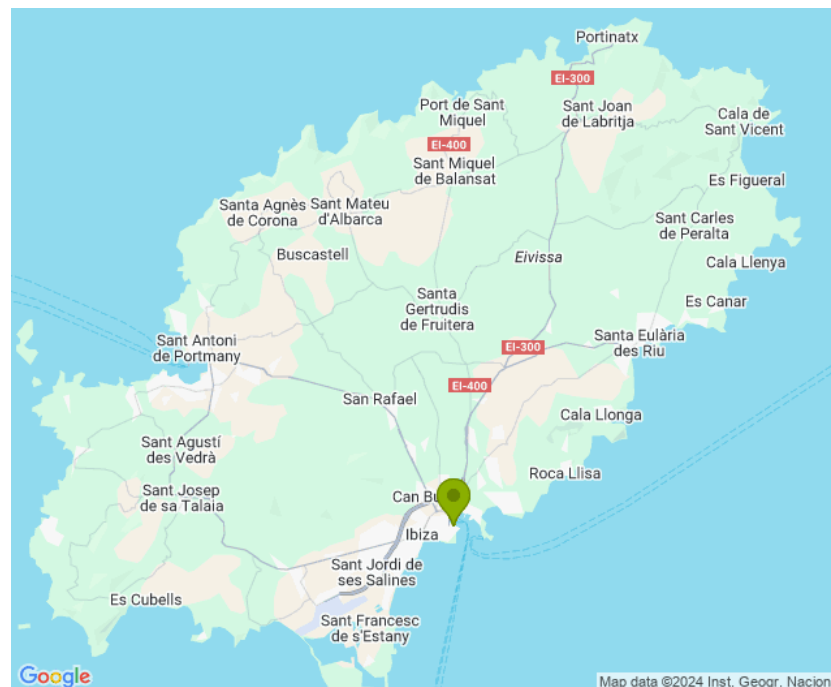 Portinatx
EI-300
Port de Sant
Miquel
Sant Joan
de Labritja
Cala de
Sant Vicent
EI-400
Sant Miquel
de Balansat
Es Figueral
Santa Agnès
de Corona
Sant Mateu
d'Albarca
Sant Carles
de Peralta
Buscastell
Eivissa
Cala Llenya
Santa
Gertrudis
de Fruitera
Es Canar
Sant Antoni
de Portmany
Santa Eulària
des Riu
EI-300
EI-400
San Rafael
Cala Llonga
Sant Agustí
des Vedrà
Roca Llisa
Sant Josep
de sa Talaia
Can Bu
Ibiza
Sant Jordi de
ses Salines
Es Cubells
Sant Francesc
de s'Estany
Google
Map data ©2024 Inst. Geogr. Nacion